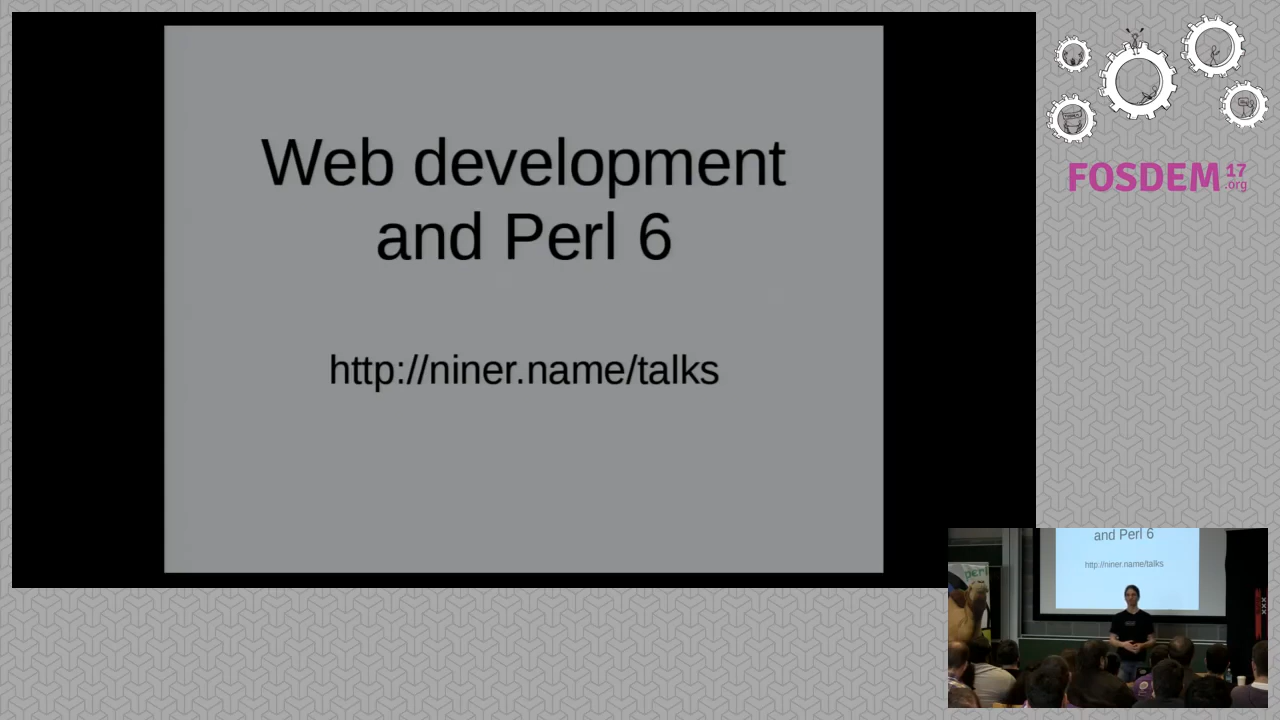 Web development
and Perl 6
http://niner.name/talks
FOSDEM 17
.org
and Perl 6
http://niner.name/talks
perl